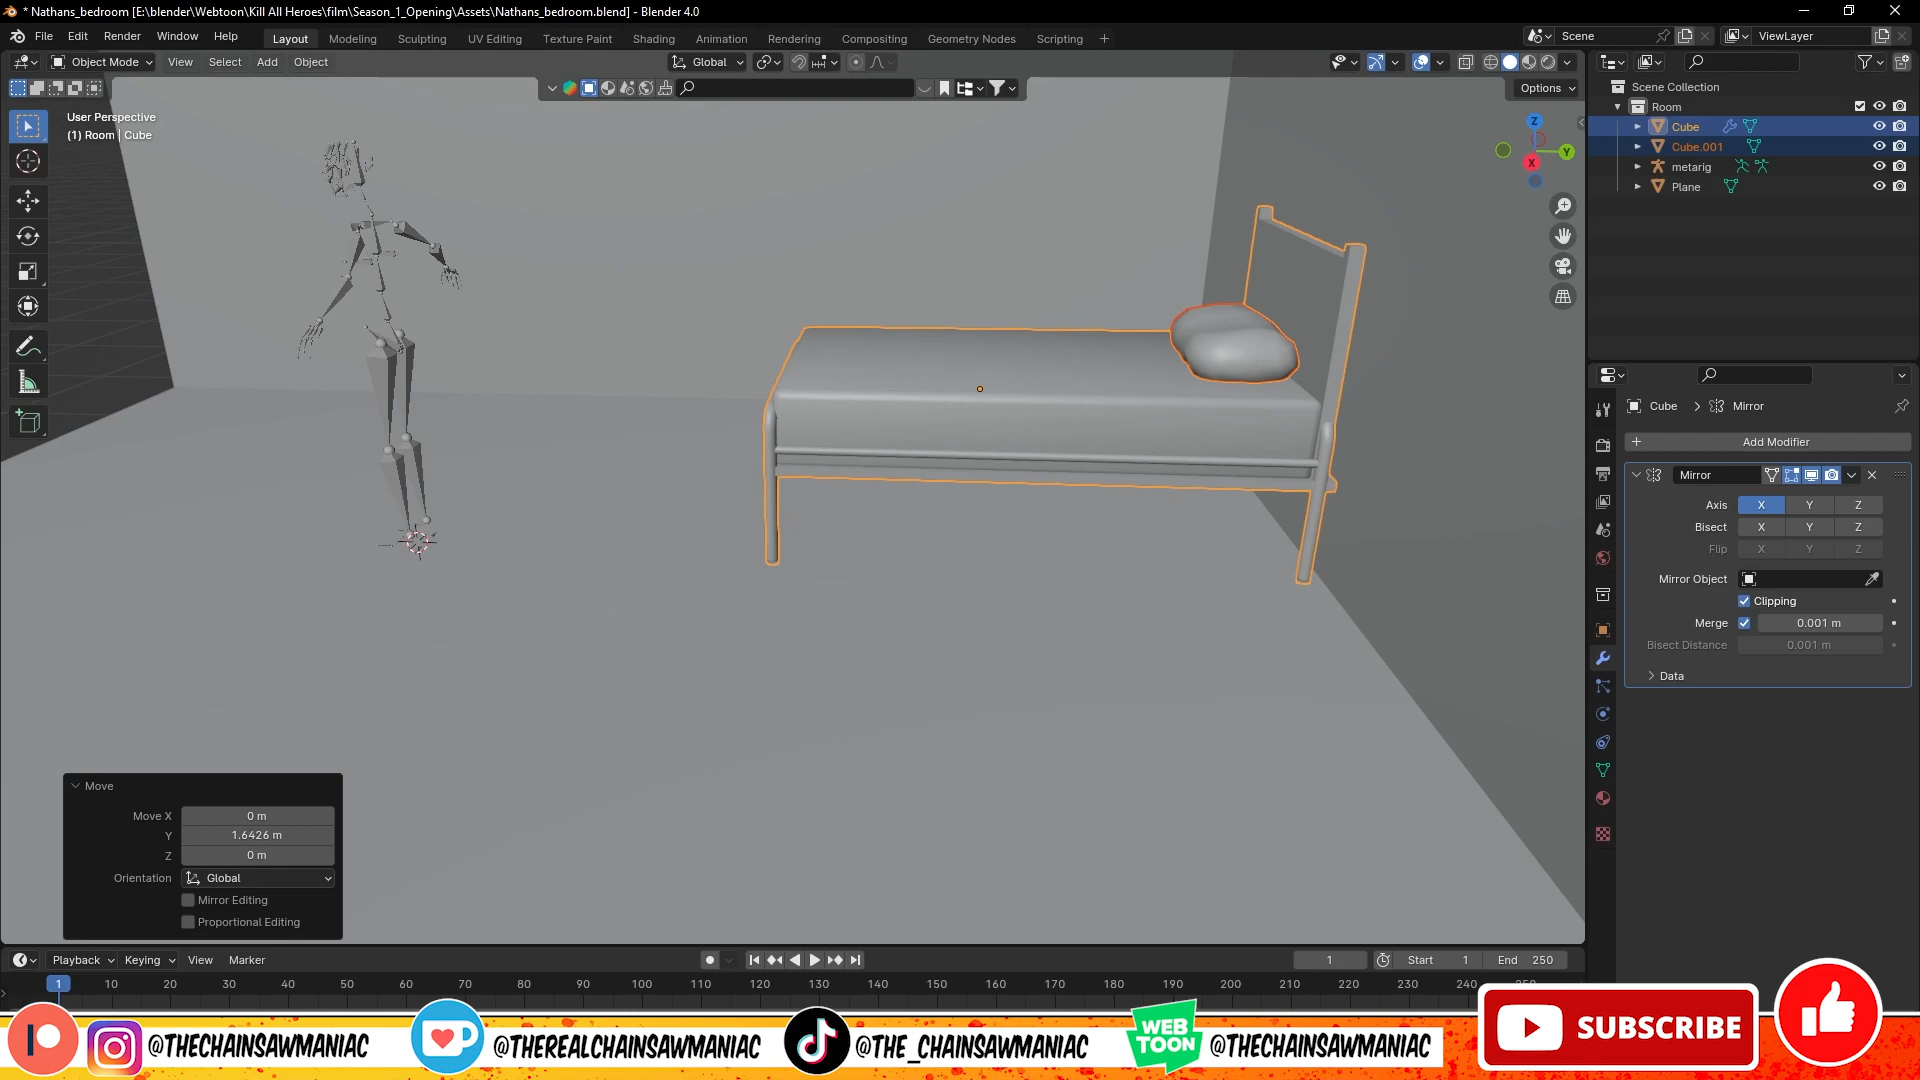 * Nathans_bedroom [E:\blender\Webtoon\Kill All Heroes\film\Season_1_Opening\Assets\Nathans_bedroom.blend] - Blender 4.0
File Edit Render Window Help Layout Modeling Sculpting UV Editing Texture Paint Shading Animation Rendering Compositing Geometry Nodes Scripting + Scene ViewLayer
Object Mode View Select Add Object Global
Options
User Perspective
(1) Room | Cube
Z
Y
X
Scene Collection
Room
Cube
Cube.001
metarig
Plane
Cube > Mirror
+ Add Modifier
Mirror
Axis X Y Z
Bisect X Y Z
Flip X Y Z
Mirror Object
Clipping
Merge 0.001 m
Bisect Distance 0.001 m
> Data
Move
Move X 0 m
Y 1.6426 m
Z 0 m
Orientation Global
Mirror Editing
Proportional Editing
Playback Keying View Marker 1 Start 1 End 250
1 10 20 30 40 50 60 70 80 90 100 110 120 130 140 150 160 170 180 190 200 210 220 230 240 250
@THECHAINSAWMANIAC @THEREALCHAINSAWMANIAC @THE_CHAINSAWMANIAC WEB TOON @THECHAINSAWMANIAC SUBSCRIBE